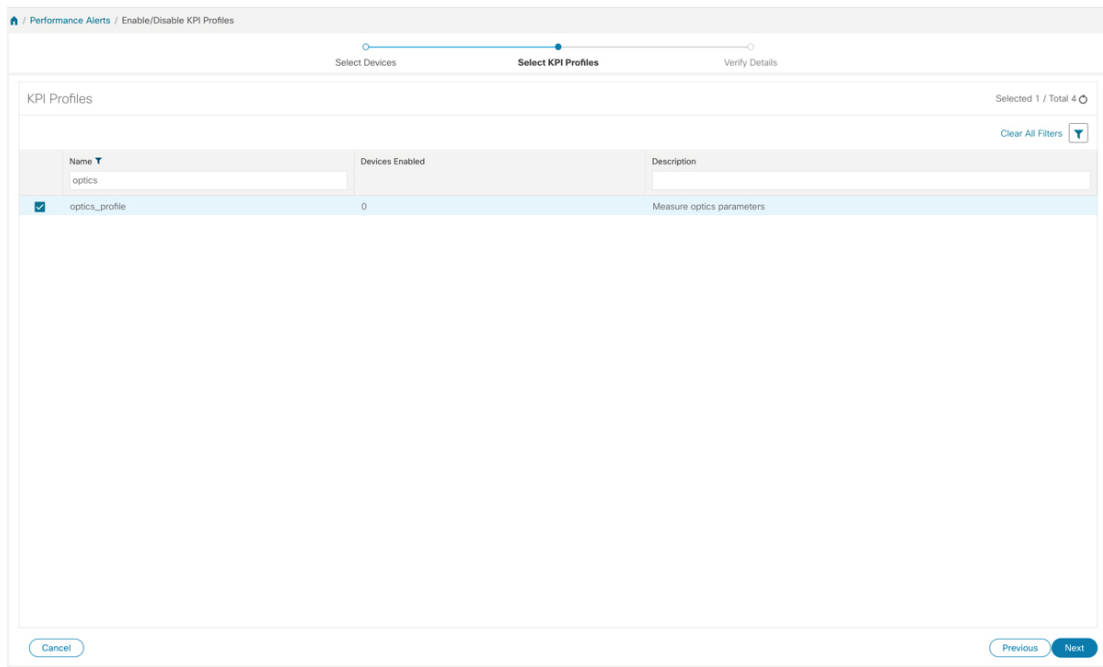 / Performance Alerts / Enable/Disable KPI Profiles
Select Devices Select KPI Profiles Verify Details
KPI Profiles Selected 1 / Total 4
Clear All Filters
Name Devices Enabled Description
optics
optics_profile 0 Measure optics parameters
Cancel Previous Next